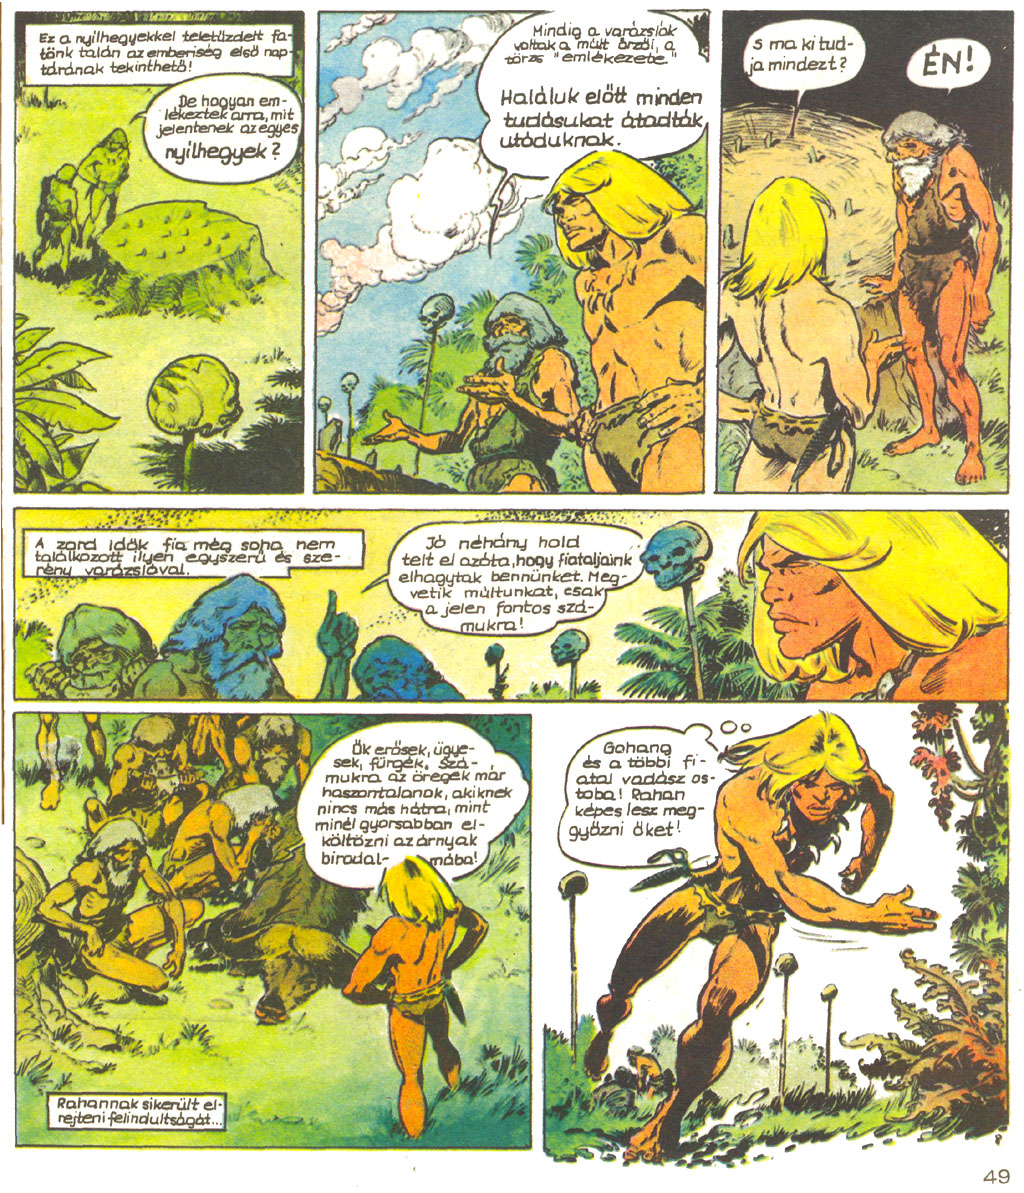 Ez a nyílhegyekkel teletűzdelt fa-
tönk talán az emberiség első nap-
tárának tekinthető!
De hogyan em-
lékeztek arra, mit
jelentenek az egyes
nyílhegyek?
Mindig a varázslók
voltak a múlt őrzői, a
törzs "emlékezete."
Haláluk előtt minden
tudásukat átadták
utóduknak.
S ma ki tud-
ja mindezt?
ÉN!
A zord idők fia még soha nem
találkozott ilyen egyszerű és sze-
rény varázslóval.
Jó néhány hold
telt el azóta, hogy fiataljaink
elhagytak bennünket. Meg-
vetik múltunkat, csak
a jelen fontos szá-
mukra!
Ők erősek, ügye-
sek, fürgék. Szá-
mukra az öregek már
haszontalanok, akiknek
nincs más hátra, mint
minél gyorsabban el-
költözni az árnyak
birodal- mába!
Rahannak sikerült el-
rejteni felindultságát...
Gohang
és a többi fi-
atal vadász os-
toba! Rahan
képes lesz meg-
győzni őket!
8
49